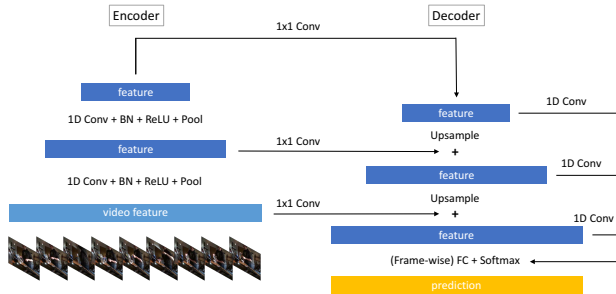 Encoder
Decoder
1x1 Conv
feature
1D Conv + BN + ReLU + Pool
feature
1x1 Conv
1D Conv + BN + ReLU + Pool
video feature
1x1 Conv
feature
1D Conv
Upsample
+
feature
1D Conv
Upsample
+
feature
1D Conv
(Frame-wise) FC + Softmax
prediction